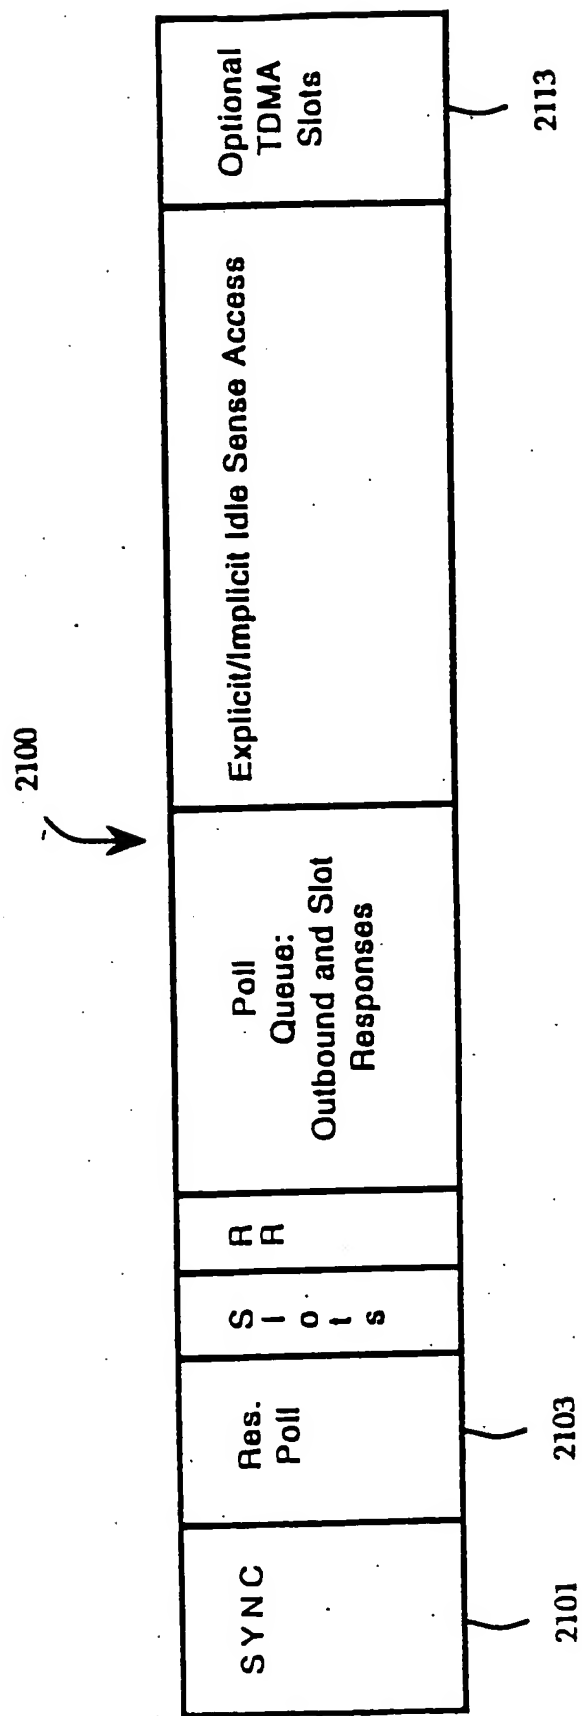 2100
SYNC
Res.
Poll
S
l
o
t
s
R
R
Poll
Queue:
Outbound and Slot
Responses
Explicit/Implicit Idle Sense Access
Optional
TDMA
Slots
2101
2103
2113